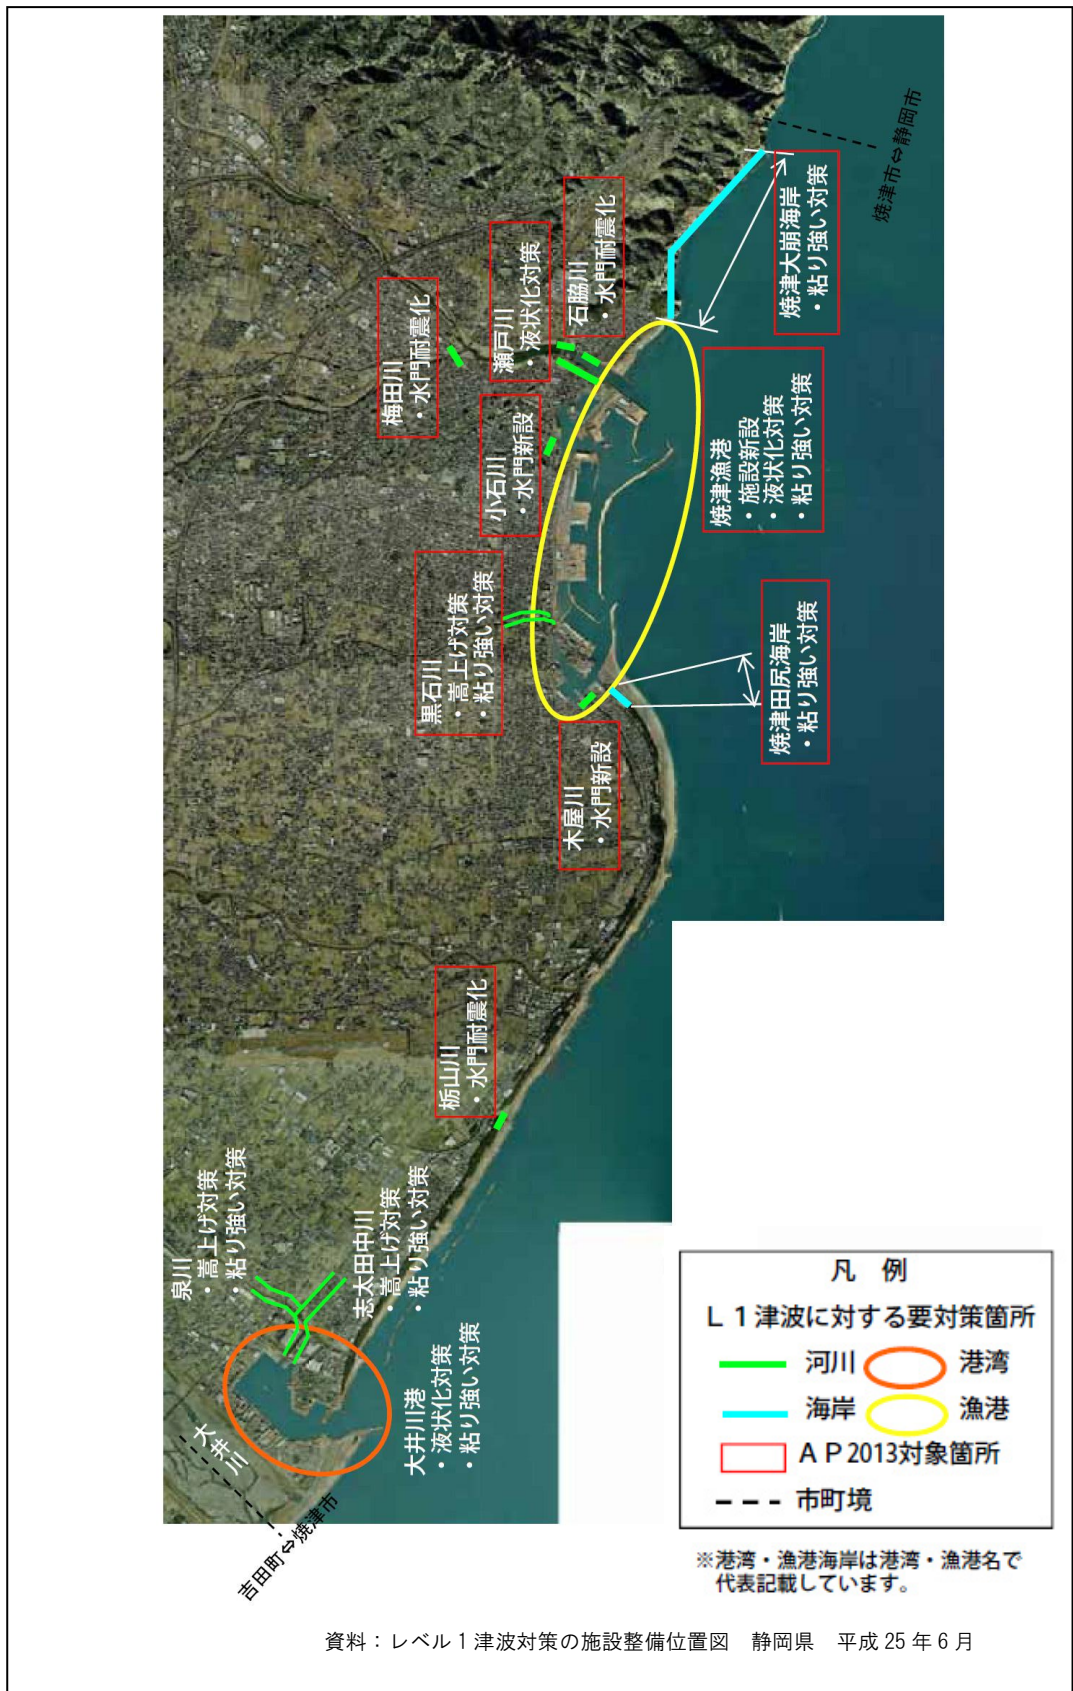 焼津市⇔静岡市
焼津大崩海岸
・粘り強い対策
石脇川
・水門耐震化
瀬戸川
・液状化対策
梅田川
・水門耐震化
小石川
・水門新設
焼津漁港
・施設新設
・液状化対策
・粘り強い対策
黒石川
・嵩上げ対策
・粘り強い対策
焼津田尻海岸
・粘り強い対策
木屋川
・水門新設
栃山川
・水門耐震化
泉川
・嵩上げ対策
・粘り強い対策
志太田中川
・嵩上げ対策
・粘り強い対策
大井川港
・液状化対策
・粘り強い対策
大井川
吉田町⇔焼津市
凡 例
L1津波に対する要対策箇所
河川 港湾
海岸 漁港
AP2013対象箇所
市町境
※港湾・漁港海岸は港湾・漁港名で
代表記載しています。
資料：レベル1津波対策の施設整備位置図 静岡県 平成25年6月